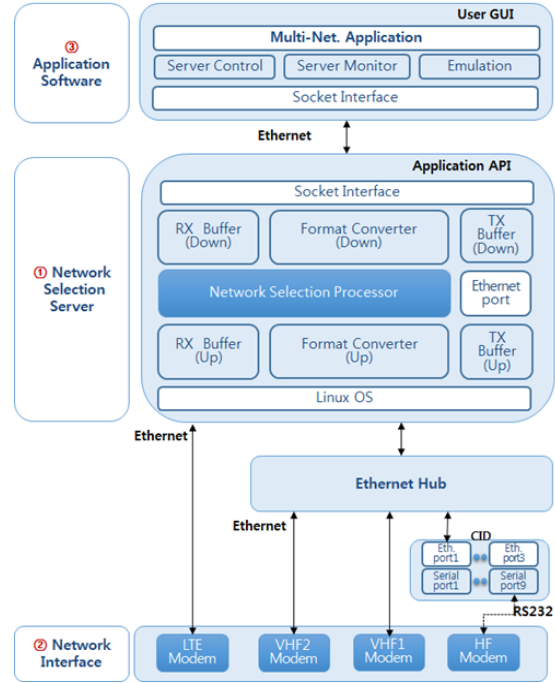 User GUI
③
Application
Software
Multi-Net. Application
Server Control
Server Monitor
Emulation
Socket Interface
Ethernet
Application API
Socket Interface
RX Buffer
(Down)
Format Converter
(Down)
TX
Buffer
(Down)
① Network
Selection
Server
Network Selection Processor
Ethernet
port
RX Buffer
(Up)
Format Converter
(Up)
TX
Buffer
(Up)
Linux OS
Ethernet
Ethernet Hub
Ethernet
CID
Eth.
port1
Eth.
port3
Serial
port1
Serial
port9
RS232
② Network
Interface
LTE
Modem
VHF2
Modem
VHF1
Modem
HF
Modem